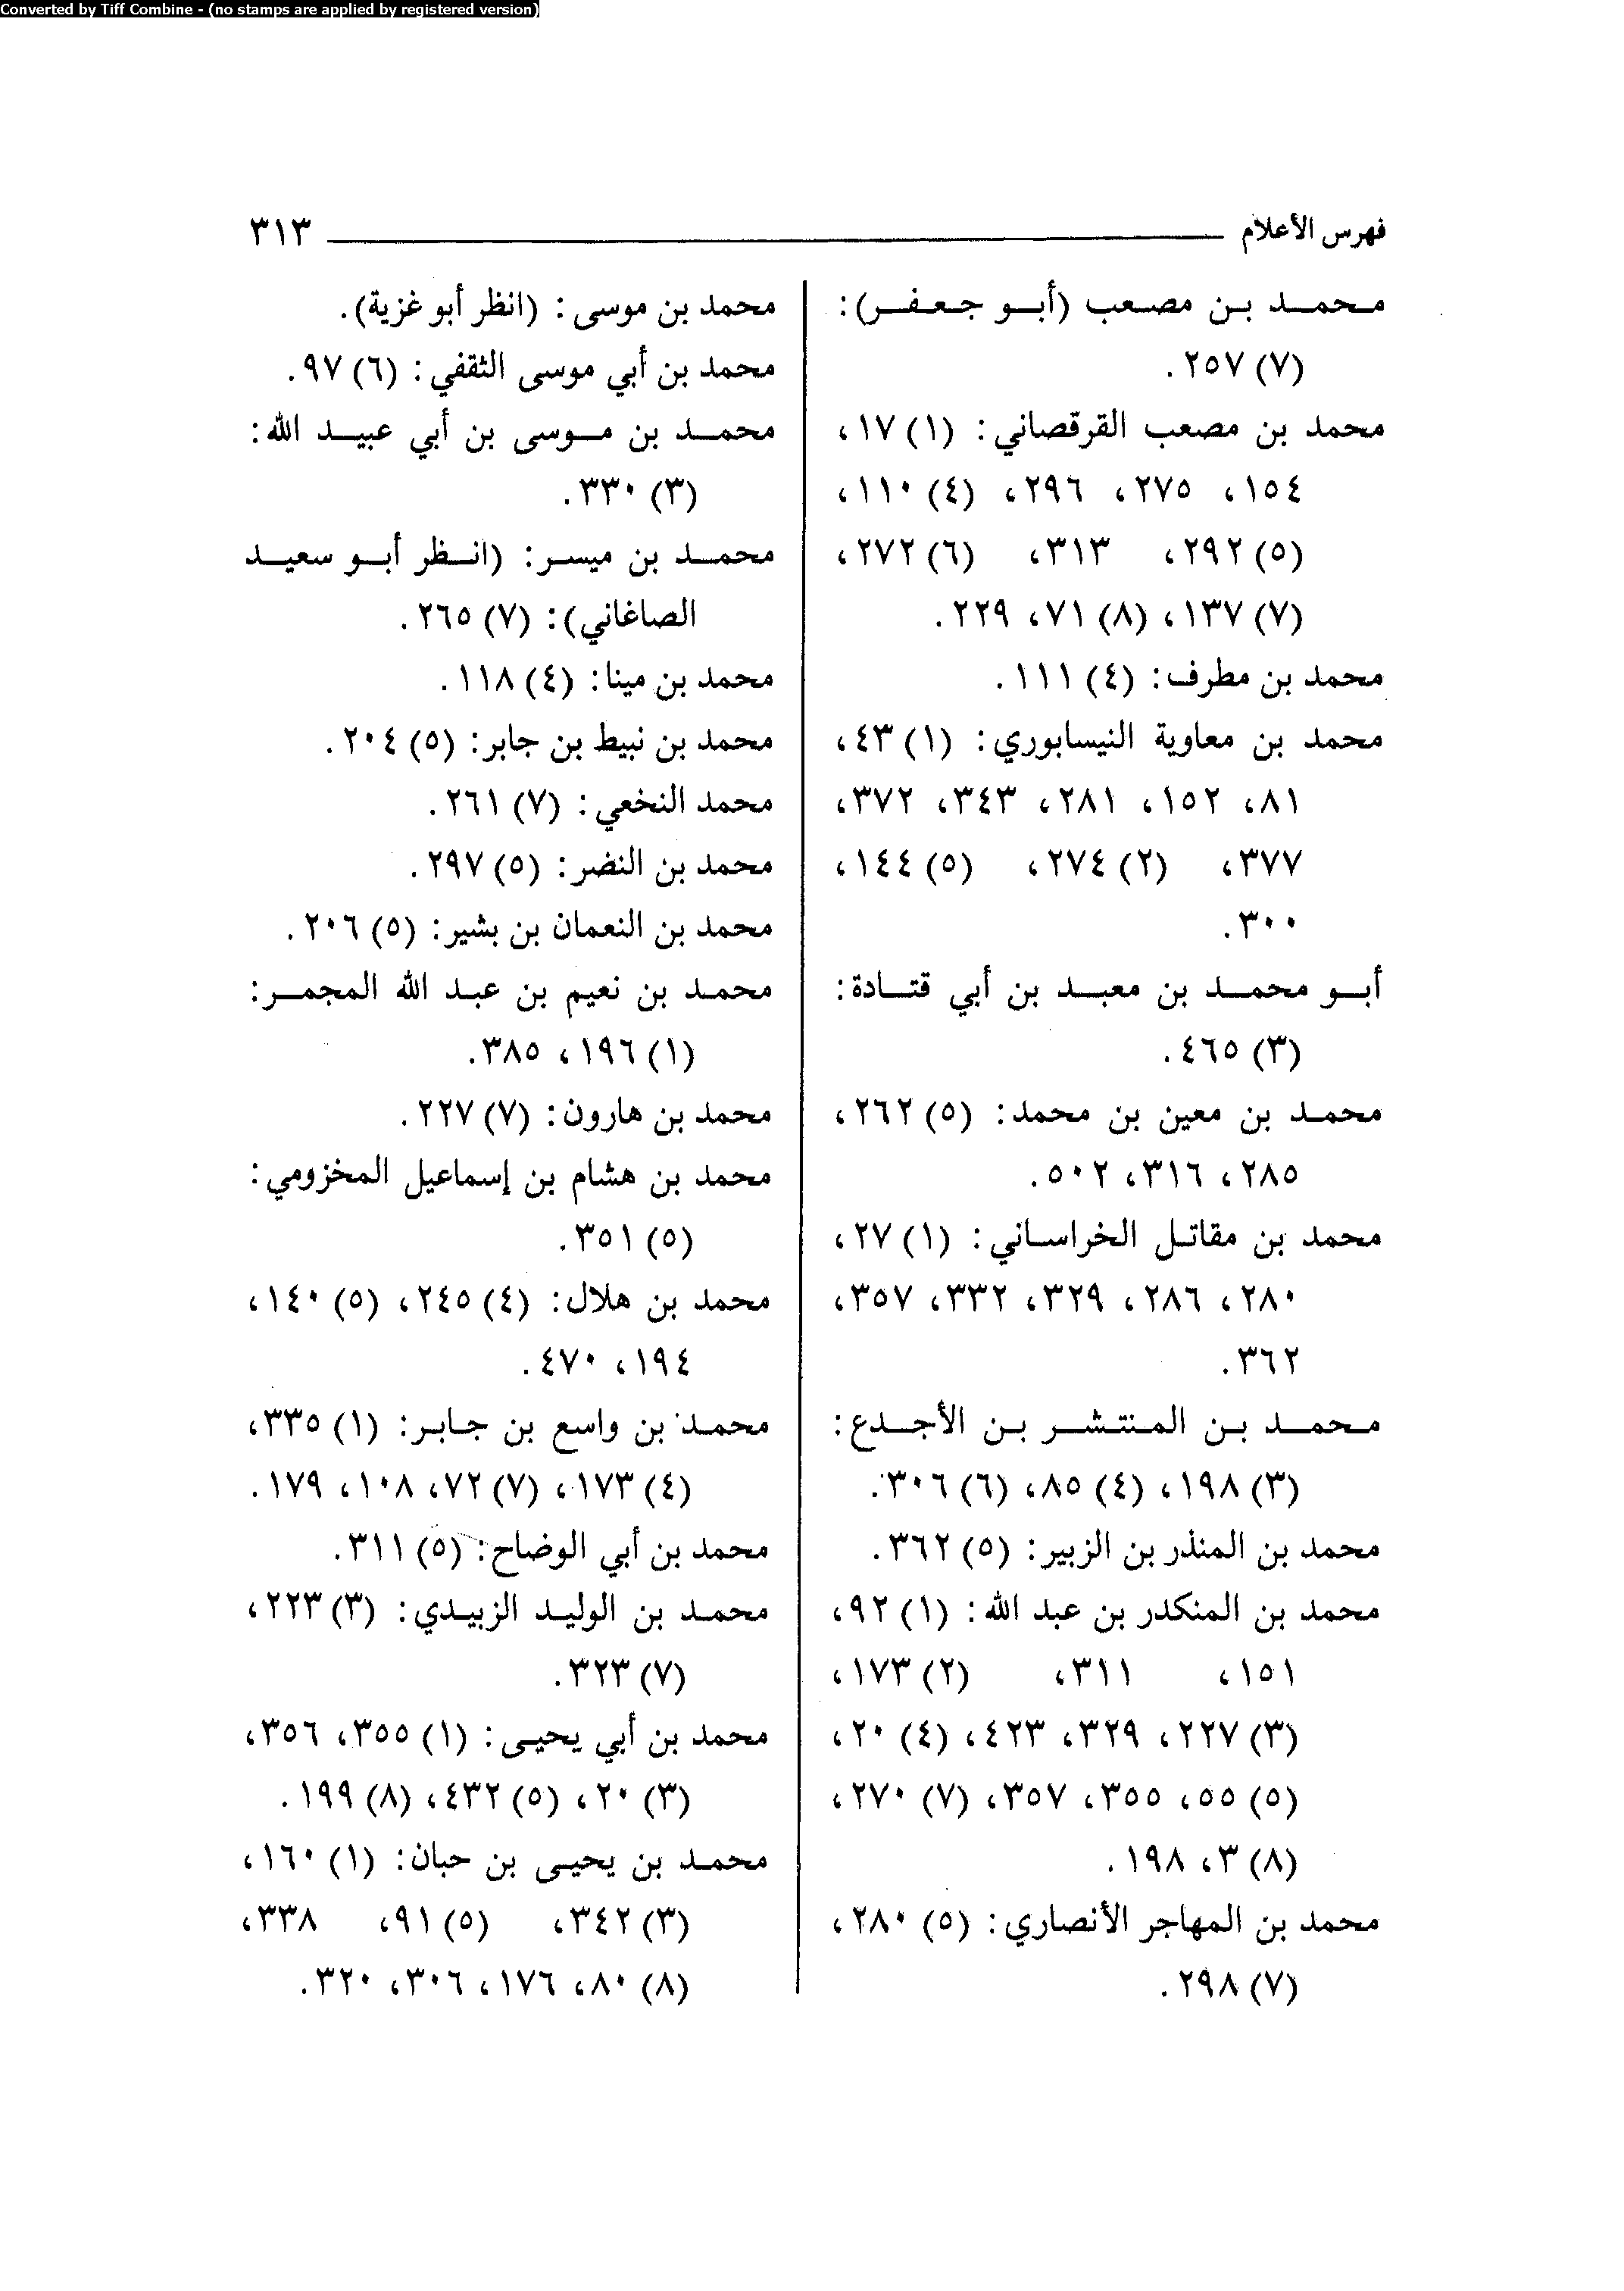 Converted by Tiff Combine - (no stamps are applied by registered version)
فهرس الأعلام ٣١٣
محمد بن مصعب (أبو جعفر):
(٧) ٢٥٧.
محمد بن مصعب القرقصاني: (١) ١٧،
١٥٤، ٢٧٥، ٢٩٦، (٤) ١١٠،
(٥) ٢٩٢، ٣١٣، (٦) ٢٧٢،
(٧) ١٣٧، (٨) ٧١، ٢٢٩.
محمد بن مطرف: (٤) ١١١.
محمد بن معاوية النيسابوري: (١) ٤٣،
٨١، ١٥٢، ٢٨١، ٣٤٣، ٣٧٢،
٣٧٧، (٢) ٢٧٤، (٥) ١٤٤،
٣٠٠.
أبو محمد بن معبد بن أبي قتادة:
(٣) ٤٦٥.
محمد بن معين بن محمد: (٥) ٢٦٢،
٢٨٥، ٣١٦، ٥٠٢.
محمد بن مقاتل الخراساني: (١) ٢٧،
٢٨٠، ٢٨٦، ٣٢٩، ٣٣٢، ٣٥٧،
٣٦٢.
محمد بن المنتشر بن الأجدع:
(٣) ١٩٨، (٤) ٨٥، (٦) ٣٠٦.
محمد بن المنذر بن الزبير: (٥) ٣٦٢.
محمد بن المنكدر بن عبد الله: (١) ٩٢،
١٥١، ٣١١، (٢) ١٧٣،
(٣) ٢٢٧، ٣٢٩، ٤٢٣، (٤) ٢٠،
(٥) ٥٥، ٣٥٥، ٣٥٧، (٧) ٢٧٠،
(٨) ٣، ١٩٨.
محمد بن المهاجر الأنصاري: (٥) ٢٨٠،
(٧) ٢٩٨.
محمد بن موسى: (انظر أبو غزية).
محمد بن أبي موسى الثقفي: (٦) ٩٧.
محمد بن موسى بن أبي عبيد الله:
(٣) ٣٣٠.
محمد بن ميسر: (انظر أبو سعيد
الصاغاني): (٧) ٢٦٥.
محمد بن مينا: (٤) ١١٨.
محمد بن نبيط بن جابر: (٥) ٢٠٤.
محمد النخعي: (٧) ٢٦١.
محمد بن النضر: (٥) ٢٩٧.
محمد بن النعمان بن بشير: (٥) ٢٠٦.
محمد بن نعيم بن عبد الله المجمر:
(١) ١٩٦، ٣٨٥.
محمد بن هارون: (٧) ٢٢٧.
محمد بن هشام بن إسماعيل المخزومي:
(٥) ٣٥١.
محمد بن هلال: (٤) ٢٤٥، (٥) ١٤٠،
١٩٤، ٤٧٠.
محمد بن واسع بن جابر: (١) ٣٣٥،
(٤) ١٧٣، (٧) ٧٢، ١٠٨، ١٧٩.
محمد بن أبي الوضاح: (٥) ٣١١.
محمد بن الوليد الزبيدي: (٣) ٢٢٣،
(٧) ٣٢٣.
محمد بن أبي يحيى: (١) ٣٥٥، ٣٥٦،
(٣) ٢٠، (٥) ٤٣٢، (٨) ١٩٩.
محمد بن يحيى بن حبان: (١) ١٦٠،
(٣) ٣٤٢، (٥) ٩١، ٣٣٨،
(٨) ٨٠، ١٧٦، ٣٠٦، ٣٢٠.